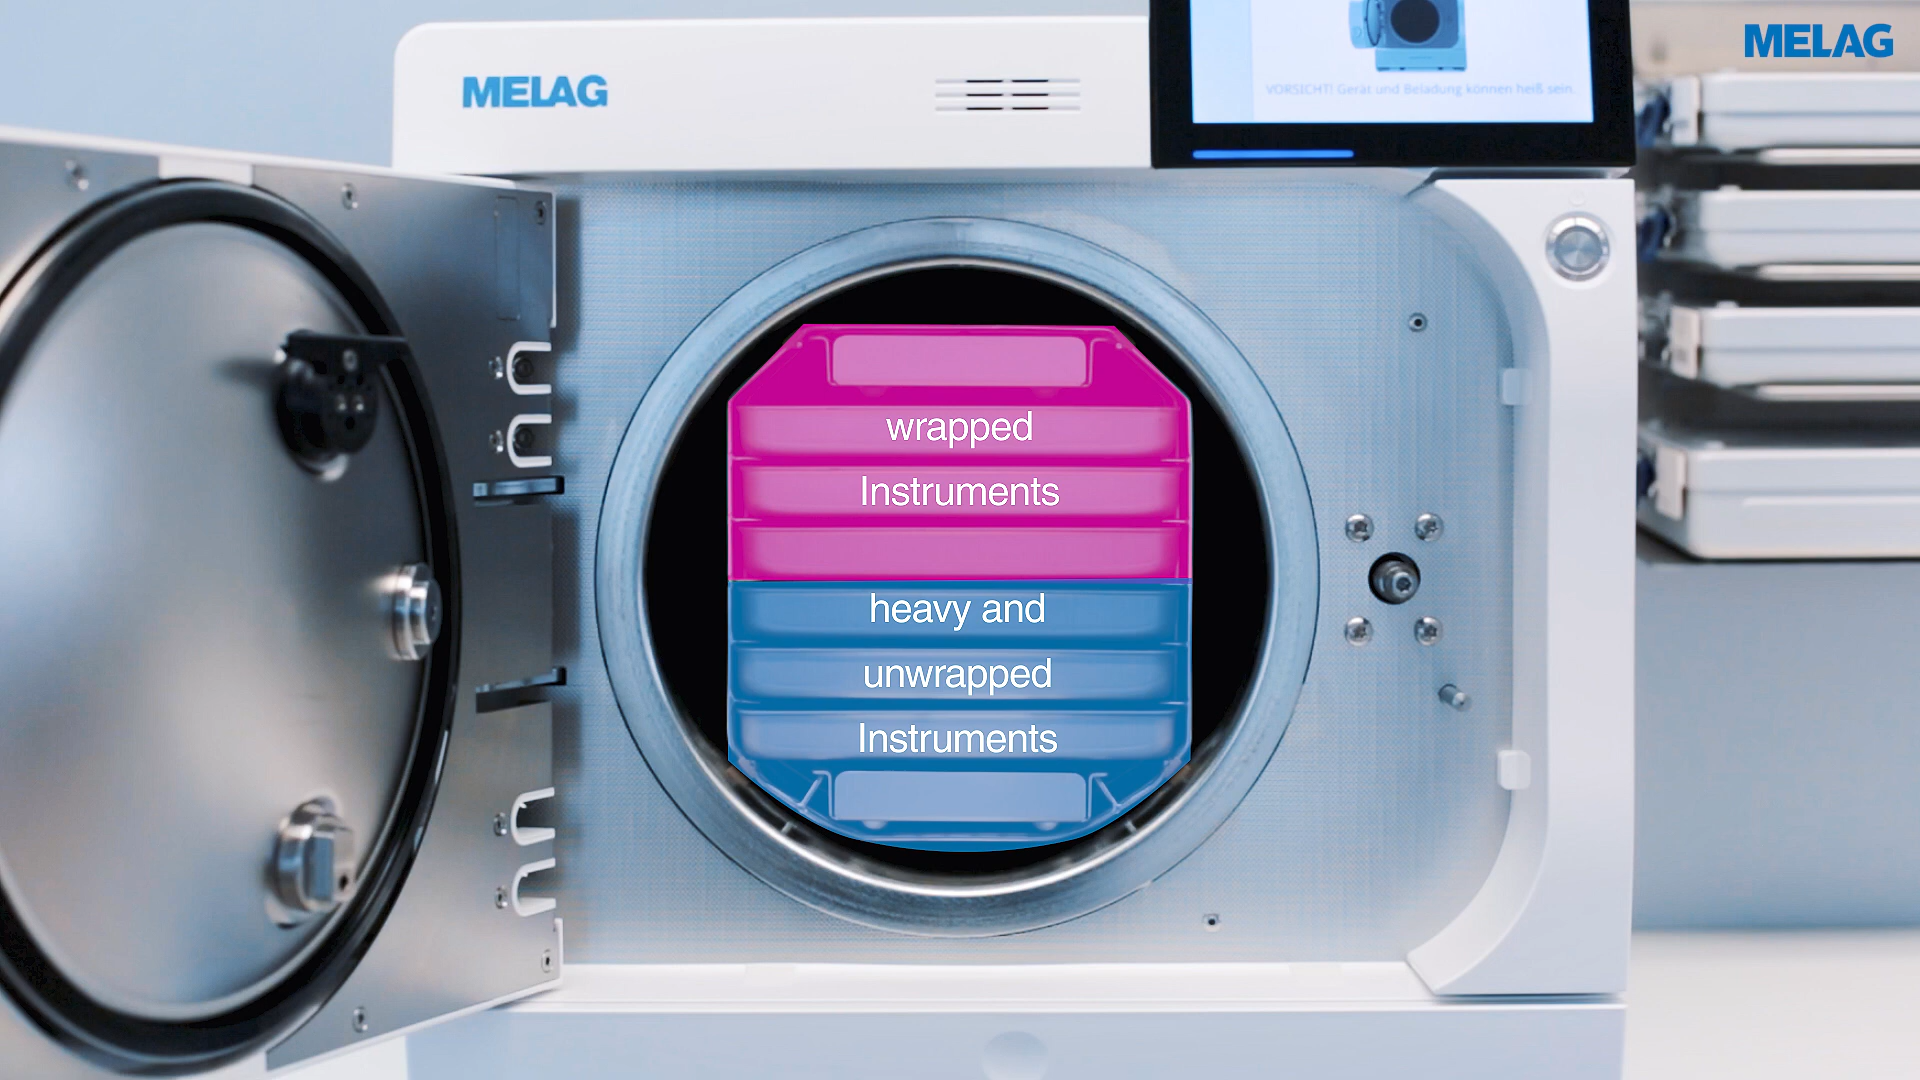 MELAG
MELAG
VORSICHT! Gerät und Beladung können heiß sein.
wrapped
Instruments
heavy and
unwrapped
Instruments